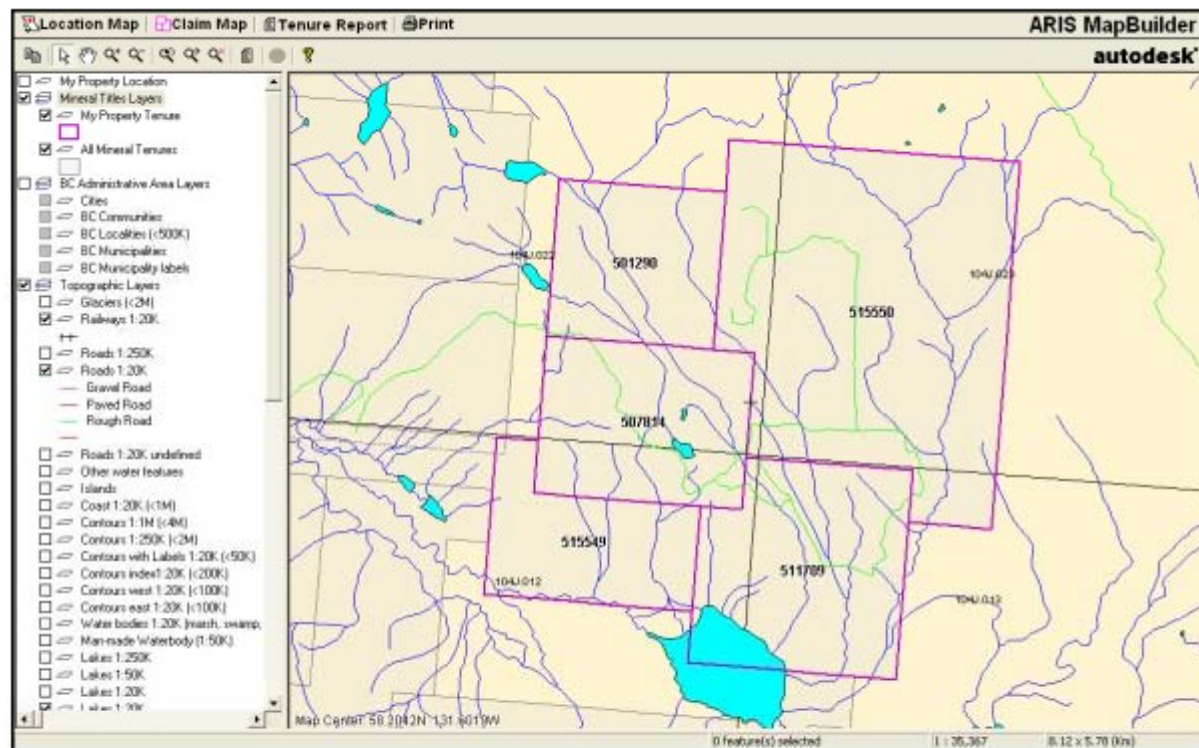 Location Map | Claim Map | Tenure Report | Print
ARIS MapBuilder
autodesk
My Property Location
Mineral Titles Layers
My Property Tenure
All Mineral Tenures
BC Administrative Area Layers
Cities
BC Communities
BC Localities (<500K)
BC Municipalities
BC Municipality labels
Topographic Layers
Glaciers (<2M)
Railways 1:20K
Roads 1:250K
Roads 1:20K
Gravel Road
Paved Road
Rough Road
Roads 1:20K undefined
Other water features
Islands
Coast 1:20K (<1M)
Contours 1:1M (<4M)
Contours 1:250K (<2M)
Contours with Labels 1:20K (<50K)
Contours index1:20K (<200K)
Contours west 1:20K (<100K)
Contours east 1:20K (<100K)
Water bodies 1:20K (marsh, swamp,
Man-made Waterbody (1:50K)
Lakes 1:250K
Lakes 1:50K
Lakes 1:20K
Lakes 1:20K
104J.022
501290
515550
104J.023
507814
515549
511789
104J.012
104J.013
Map Center: 58.2042N
0 feature(s) selected
1 : 35,367
8.12 x 5.78 (Km)